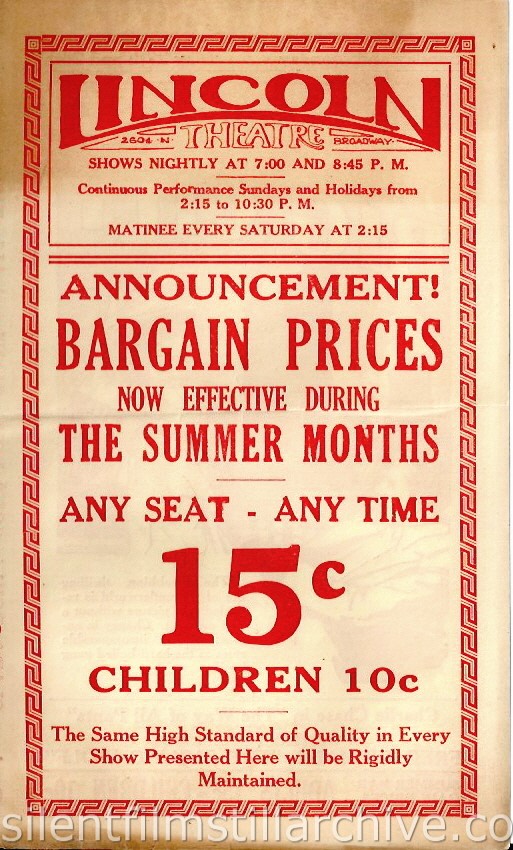 LINCOLN
2604 N. THEATRE BROADWAY.
SHOWS NIGHTLY AT 7:00 AND 8:45 P. M.
Continuous Performance Sundays and Holidays from
2:15 to 10:30 P. M.
MATINEE EVERY SATURDAY AT 2:15
ANNOUNCEMENT!
BARGAIN PRICES
NOW EFFECTIVE DURING
THE SUMMER MONTHS
ANY SEAT - ANY TIME
15c
CHILDREN 10c
The Same High Standard of Quality in Every
Show Presented Here will be Rigidly
Maintained.
silentfilmstillarchive.co